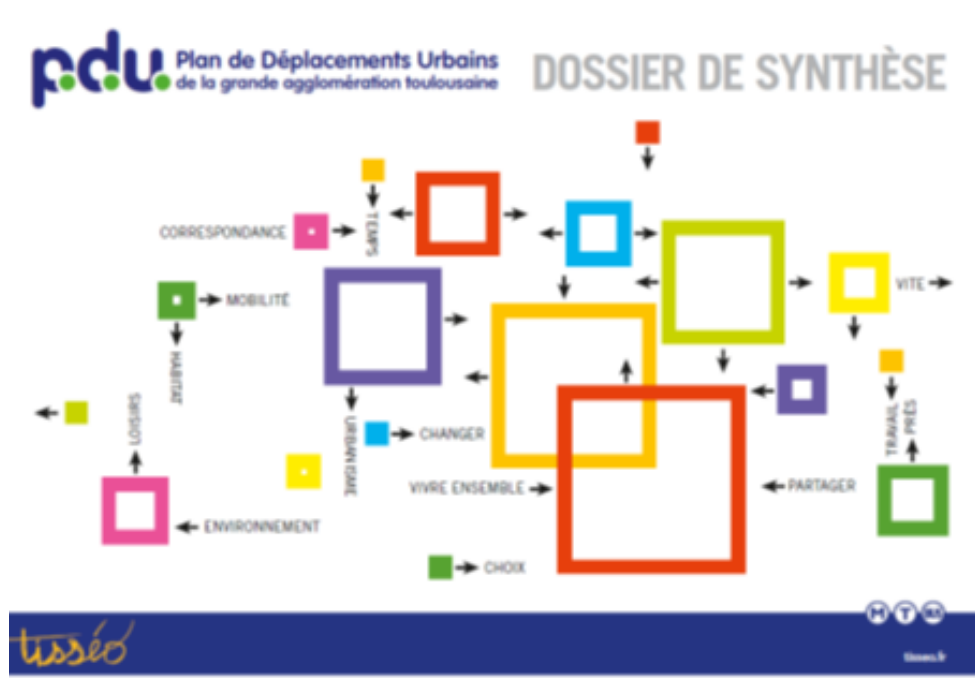 pdu Plan de Déplacements Urbains
de la grande agglomération toulousaine
DOSSIER DE SYNTHÈSE
CORRESPONDANCE
TEMPS
MOBILITÉ
VITE
HABITAT
LOISIRS
URBANISME
CHANGER
TRAVAIL
PRÈS
VIVRE ENSEMBLE
PARTAGER
ENVIRONNEMENT
CHOIX
tisséo
M T
tisseo.fr